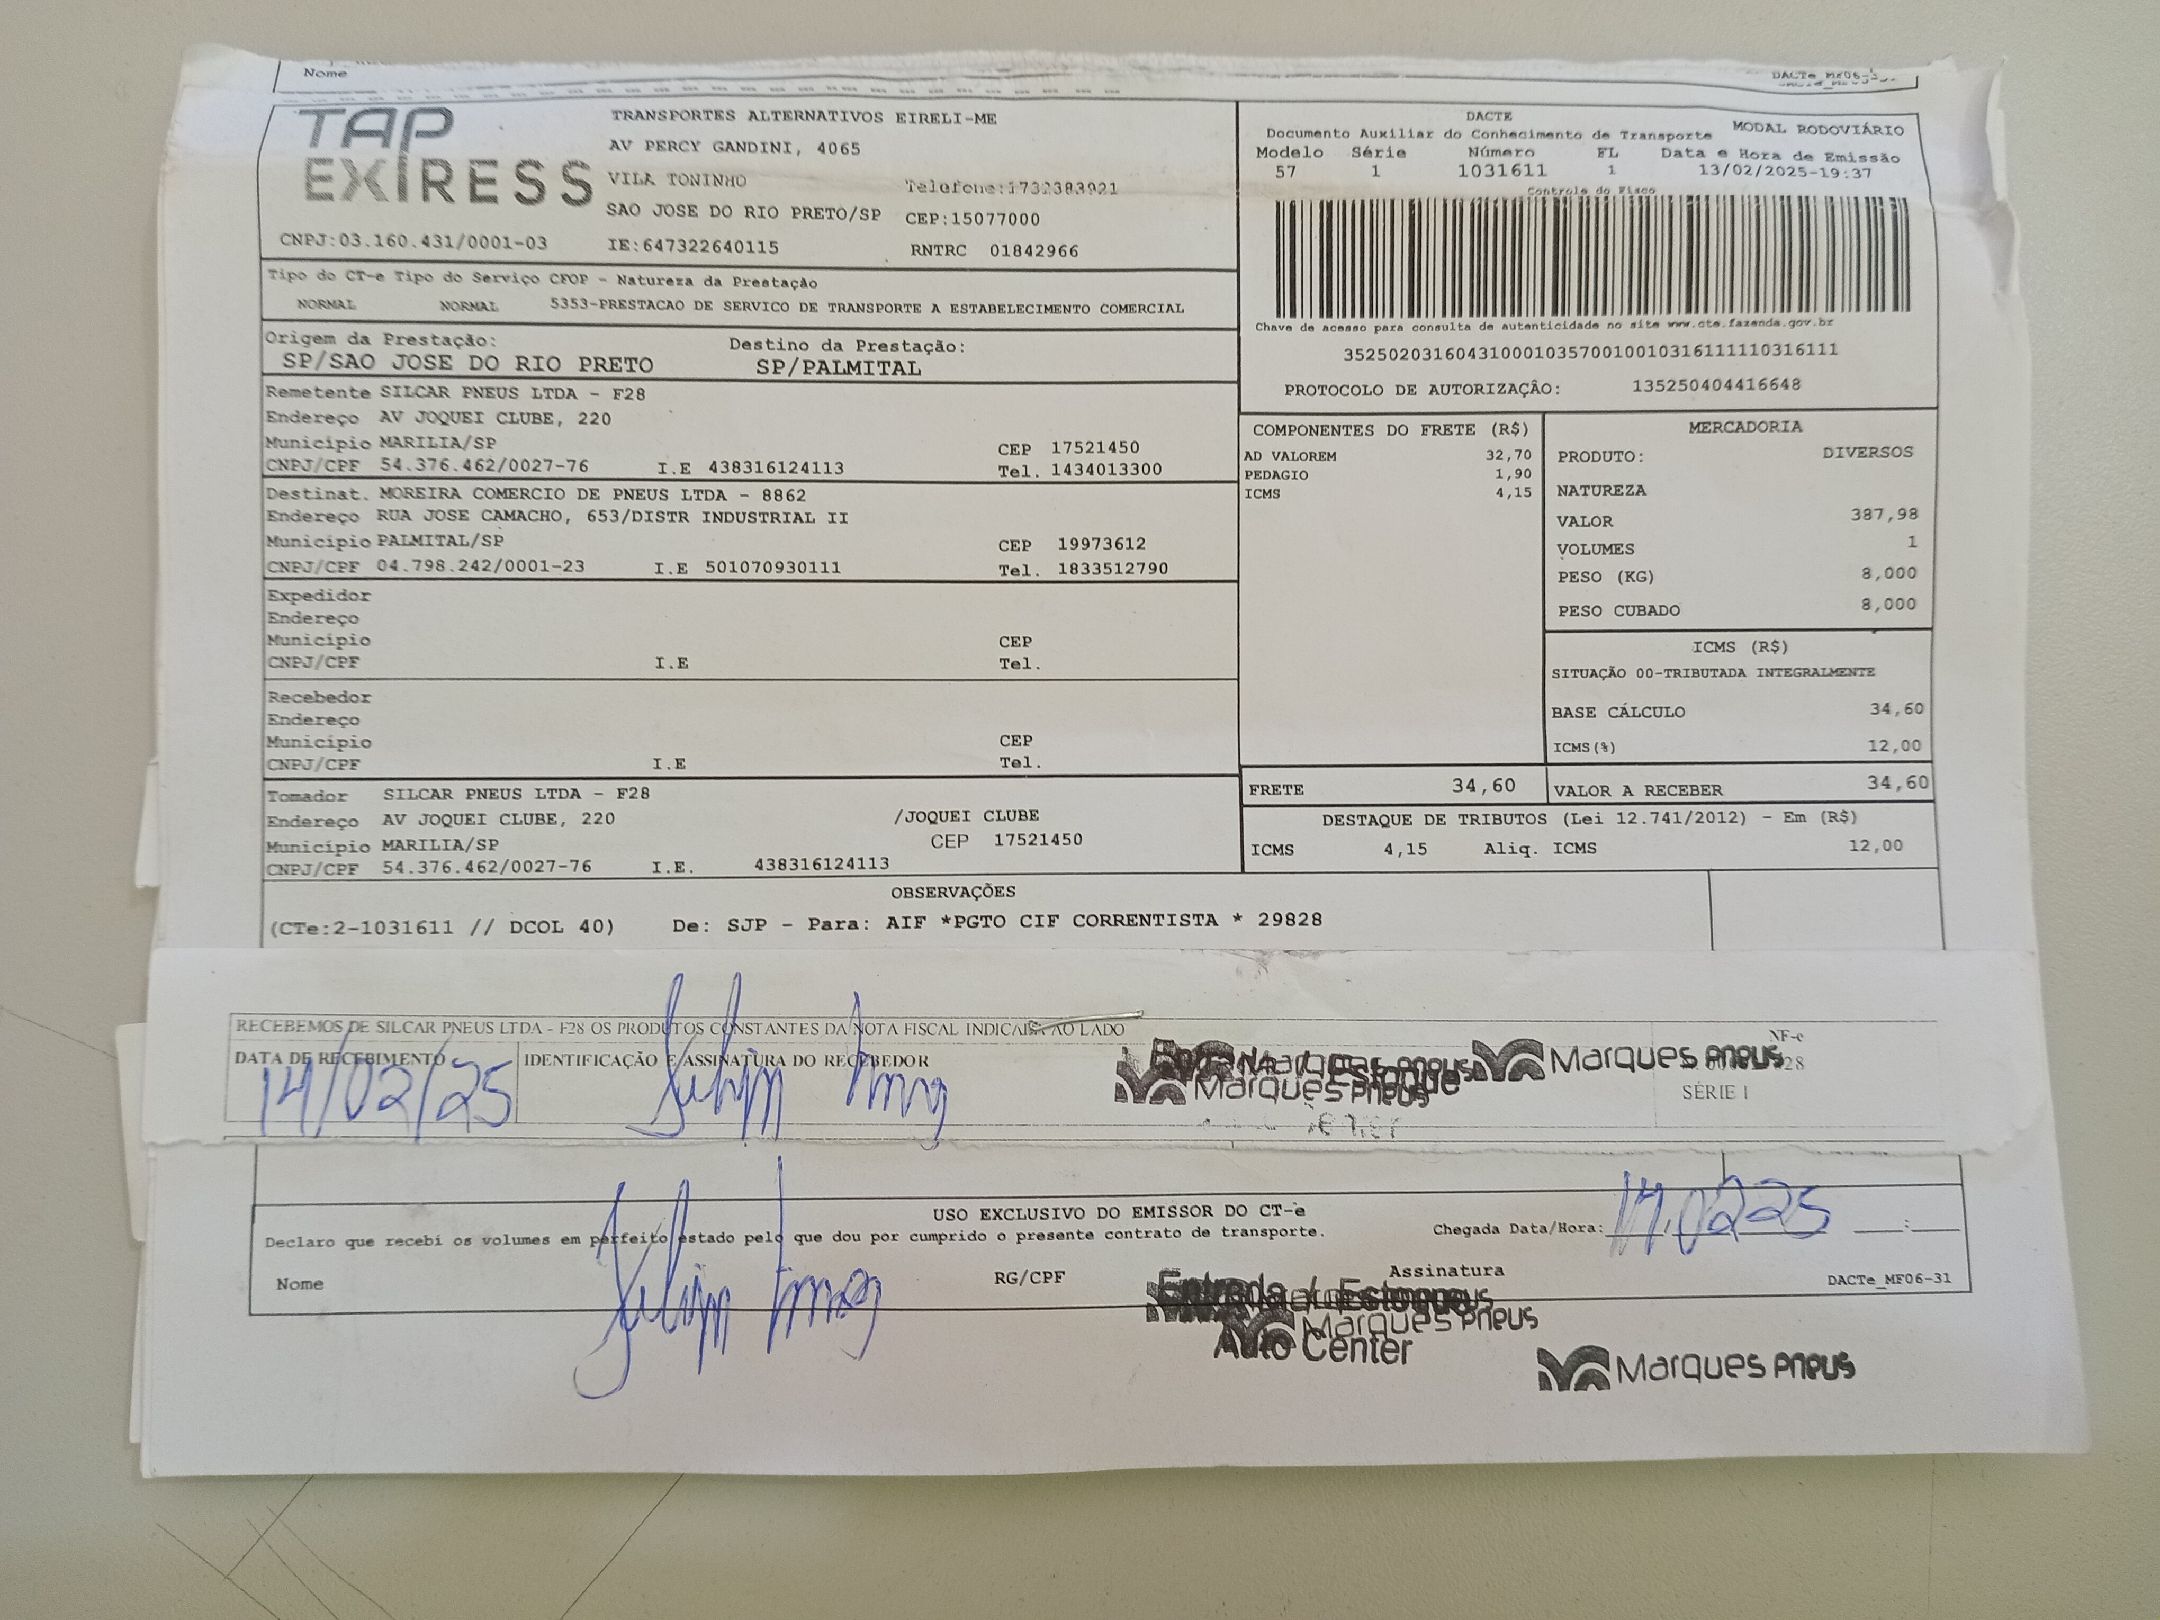 Nome
DACTe_MF06-
TAP
EXIRESS
TRANSPORTES ALTERNATIVOS EIRELI-ME
AV PERCY GANDINI, 4065
VILA TONINHO Telefone:1732383921
SAO JOSE DO RIO PRETO/SP CEP:15077000
CNPJ:03.160.431/0001-03 IE:647322640115 RNTRC 01842966
DACTE
Documento Auxiliar do Conhecimento de Transporte MODAL RODOVIÁRIO
Modelo Série Número FL Data e Hora de Emissão
57 1 1031611 1 13/02/2025-19:37
Controle do Fisco
Chave de acesso para consulta de autenticidade no site www.cte.fazenda.gov.br
35250203160431000103570010010316111110316111
PROTOCOLO DE AUTORIZAÇÃO: 135250404416648
Tipo do CT-e Tipo do Serviço CFOP - Natureza da Prestação
NORMAL NORMAL 5353-PRESTACAO DE SERVICO DE TRANSPORTE A ESTABELECIMENTO COMERCIAL
Origem da Prestação: Destino da Prestação:
SP/SAO JOSE DO RIO PRETO SP/PALMITAL
Remetente SILCAR PNEUS LTDA - F28
Endereço AV JOQUEI CLUBE, 220
Município MARILIA/SP CEP 17521450
CNPJ/CPF 54.376.462/0027-76 I.E 438316124113 Tel. 1434013300
Destinat. MOREIRA COMERCIO DE PNEUS LTDA - 8862
Endereço RUA JOSE CAMACHO, 653/DISTR INDUSTRIAL II
Município PALMITAL/SP CEP 19973612
CNPJ/CPF 04.798.242/0001-23 I.E 501070930111 Tel. 1833512790
Expedidor
Endereço
Município CEP
CNPJ/CPF I.E Tel.
Recebedor
Endereço
Município CEP
CNPJ/CPF I.E Tel.
Tomador SILCAR PNEUS LTDA - F28
Endereço AV JOQUEI CLUBE, 220 /JOQUEI CLUBE
Município MARILIA/SP CEP 17521450
CNPJ/CPF 54.376.462/0027-76 I.E. 438316124113
COMPONENTES DO FRETE (R$)
AD VALOREM 32,70
PEDAGIO 1,90
ICMS 4,15
MERCADORIA
PRODUTO: DIVERSOS
NATUREZA
VALOR 387,98
VOLUMES 1
PESO (KG) 8,000
PESO CUBADO 8,000
ICMS (R$)
SITUAÇÃO 00-TRIBUTADA INTEGRALMENTE
BASE CÁLCULO 34,60
ICMS(%) 12,00
FRETE 34,60 VALOR A RECEBER 34,60
DESTAQUE DE TRIBUTOS (Lei 12.741/2012) - Em (R$)
ICMS 4,15 Aliq. ICMS 12,00
OBSERVAÇÕES
(CTe:2-1031611 // DCOL 40) De: SJP - Para: AIF *PGTO CIF CORRENTISTA * 29828
RECEBEMOS DE SILCAR PNEUS LTDA - F28 OS PRODUTOS CONSTANTES DA NOTA FISCAL INDICADA AO LADO
NF-e
DATA DE RECEBIMENTO IDENTIFICAÇÃO E ASSINATURA DO RECEBEDOR
14/02/25
Marques Pneus
Marques Pneus
28
SÉRIE 1
USO EXCLUSIVO DO EMISSOR DO CT-e
Declaro que recebi os volumes em perfeito estado pelo que dou por cumprido o presente contrato de transporte.
Chegada Data/Hora: 14.02 25 __:__
Nome RG/CPF Assinatura DACTe_MF06-31
Entrada / Estoque
Marques Pneus
Auto Center
Marques Pneus